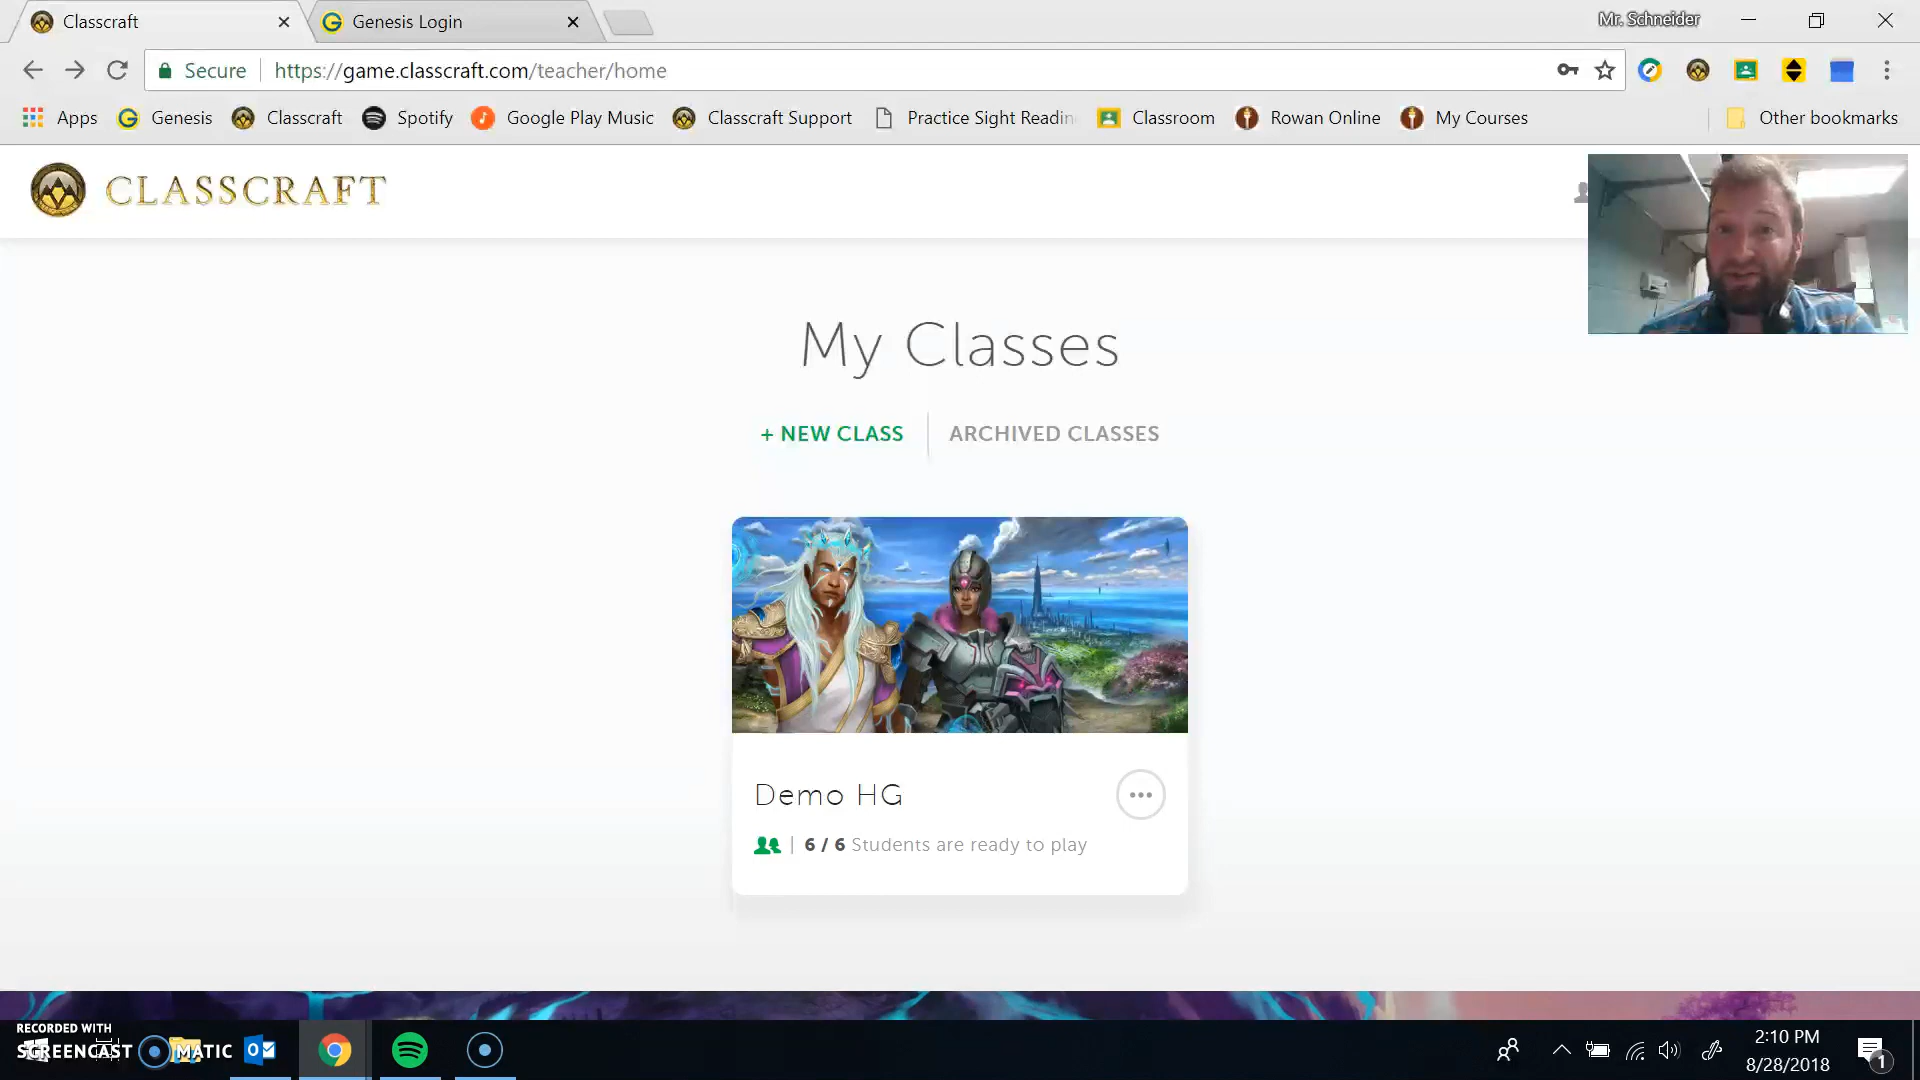 Classcraft
Genesis Login
Mr. Schneider
Secure
https://game.classcraft.com/teacher/home
Apps
Genesis
Classcraft
Spotify
Google Play Music
Classcraft Support
Practice Sight Readin
Classroom
Rowan Online
My Courses
Other bookmarks
CLASSCRAFT
My Classes
+ NEW CLASS
ARCHIVED CLASSES
Demo HG
6 / 6 Students are ready to play
RECORDED WITH
SCREENCAST MATIC
2:10 PM
8/28/2018
1